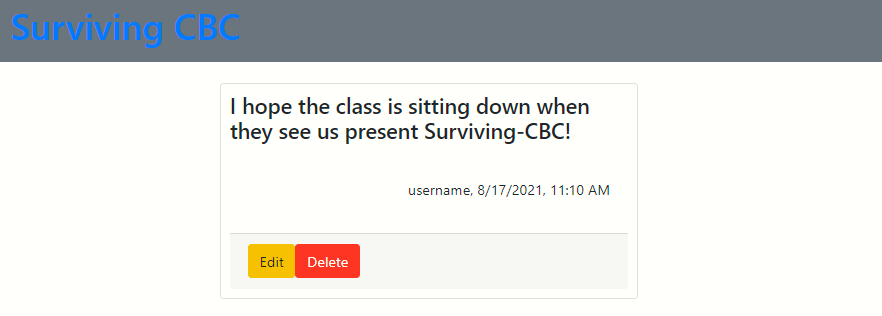 Surviving CBC
I hope the class is sitting down when
they see us present Surviving-CBC!
username, 8/17/2021, 11:10 AM
Edit
Delete